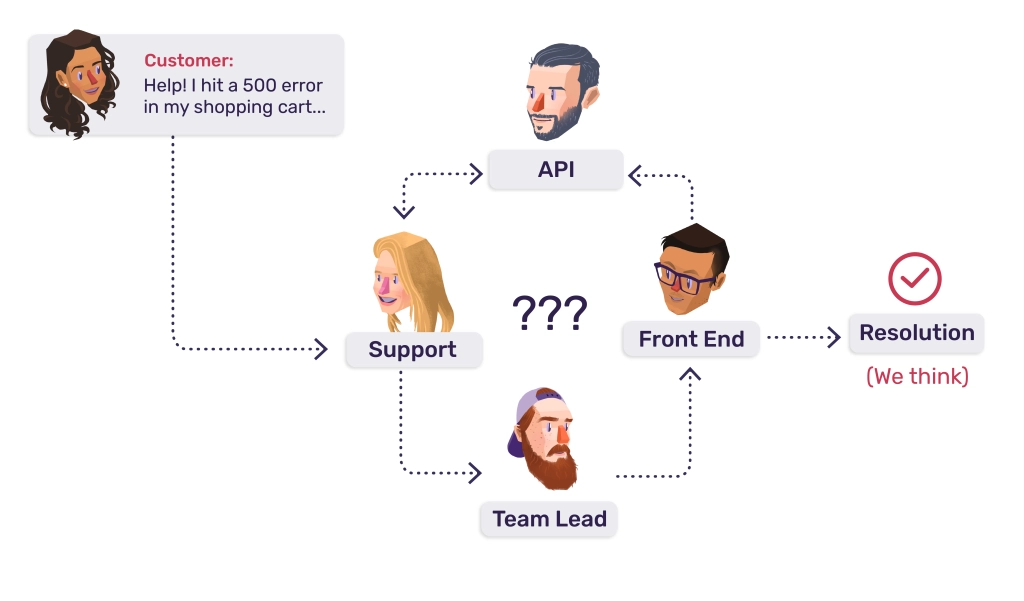 Customer:
Help! I hit a 500 error
in my shopping cart...
API
Support
???
Front End
Resolution
(We think)
Team Lead